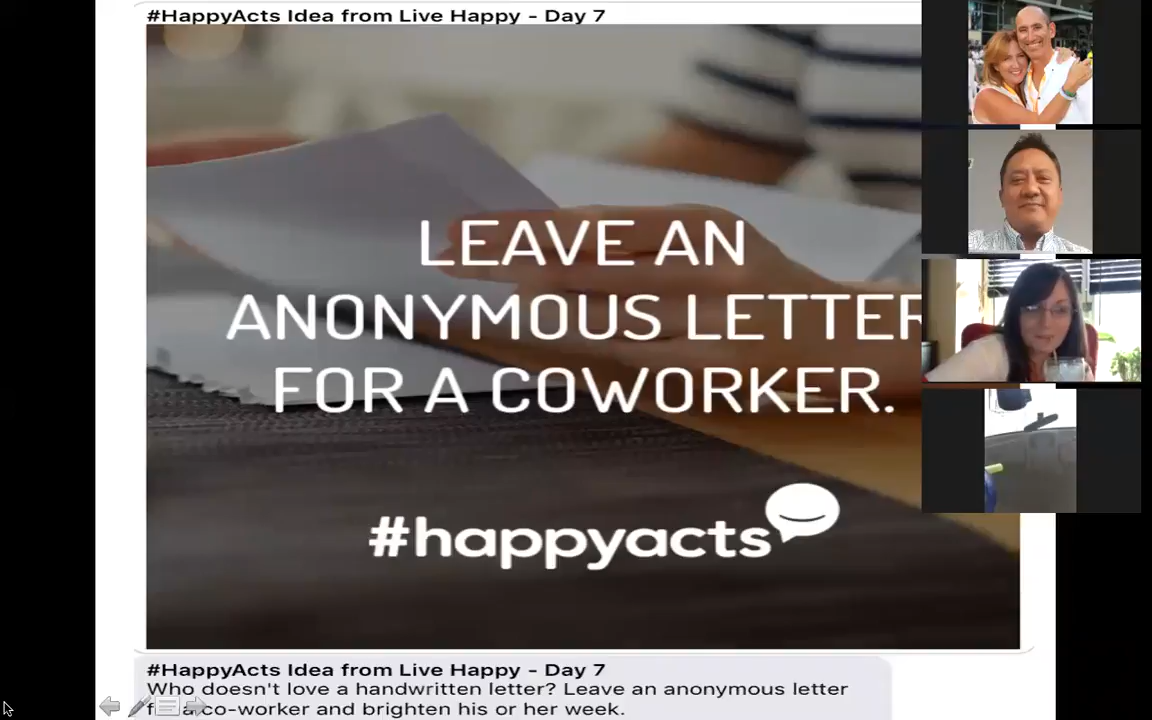 #HappyActs Idea from Live Happy - Day 7
LEAVE AN
ANONYMOUS LETTER
FOR A COWORKER.
#happyacts
#HappyActs Idea from Live Happy - Day 7
Who doesn't love a handwritten letter? Leave an anonymous letter
co-worker and brighten his or her week.